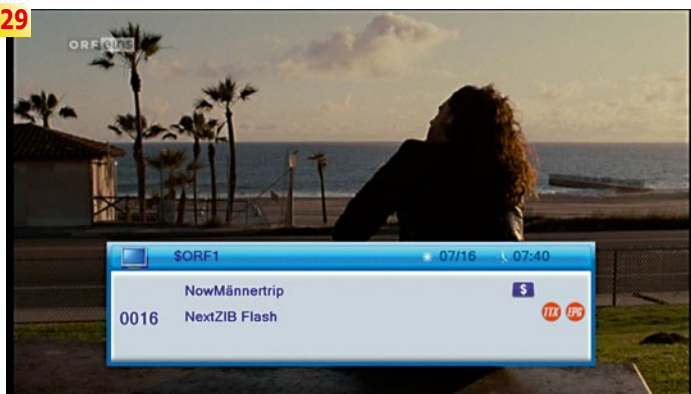 29
ORF eins
$ORF1 07/16 07:40
NowMännertrip $
0016 NextZIB Flash TTX EPG